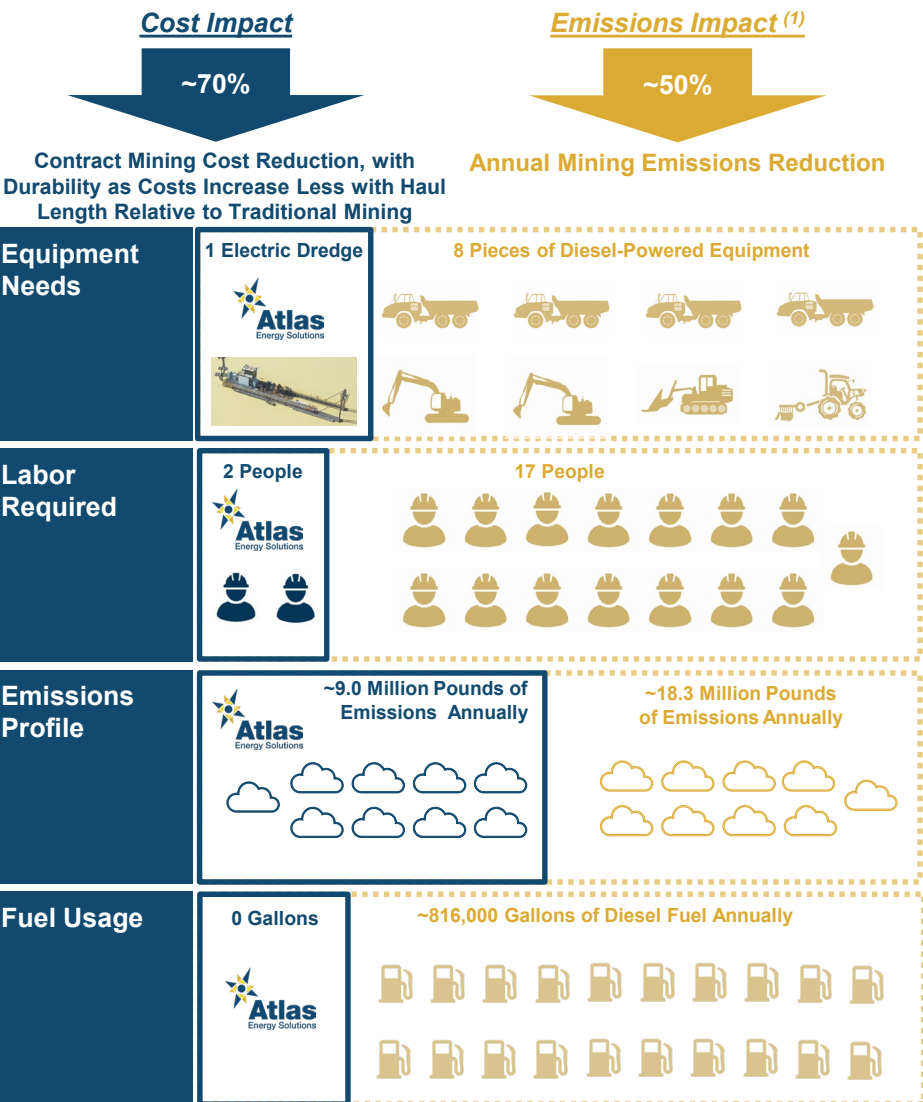 Cost Impact
Emissions Impact (1)
~70%
~50%
Contract Mining Cost Reduction, with
Durability as Costs Increase Less with Haul
Length Relative to Traditional Mining
Annual Mining Emissions Reduction
Equipment
Needs
1 Electric Dredge
Atlas
Energy Solutions
8 Pieces of Diesel-Powered Equipment
Labor
Required
2 People
Atlas
Energy Solutions
17 People
Emissions
Profile
Atlas
Energy Solutions
~9.0 Million Pounds of
Emissions Annually
~18.3 Million Pounds
of Emissions Annually
Fuel Usage
0 Gallons
Atlas
Energy Solutions
~816,000 Gallons of Diesel Fuel Annually